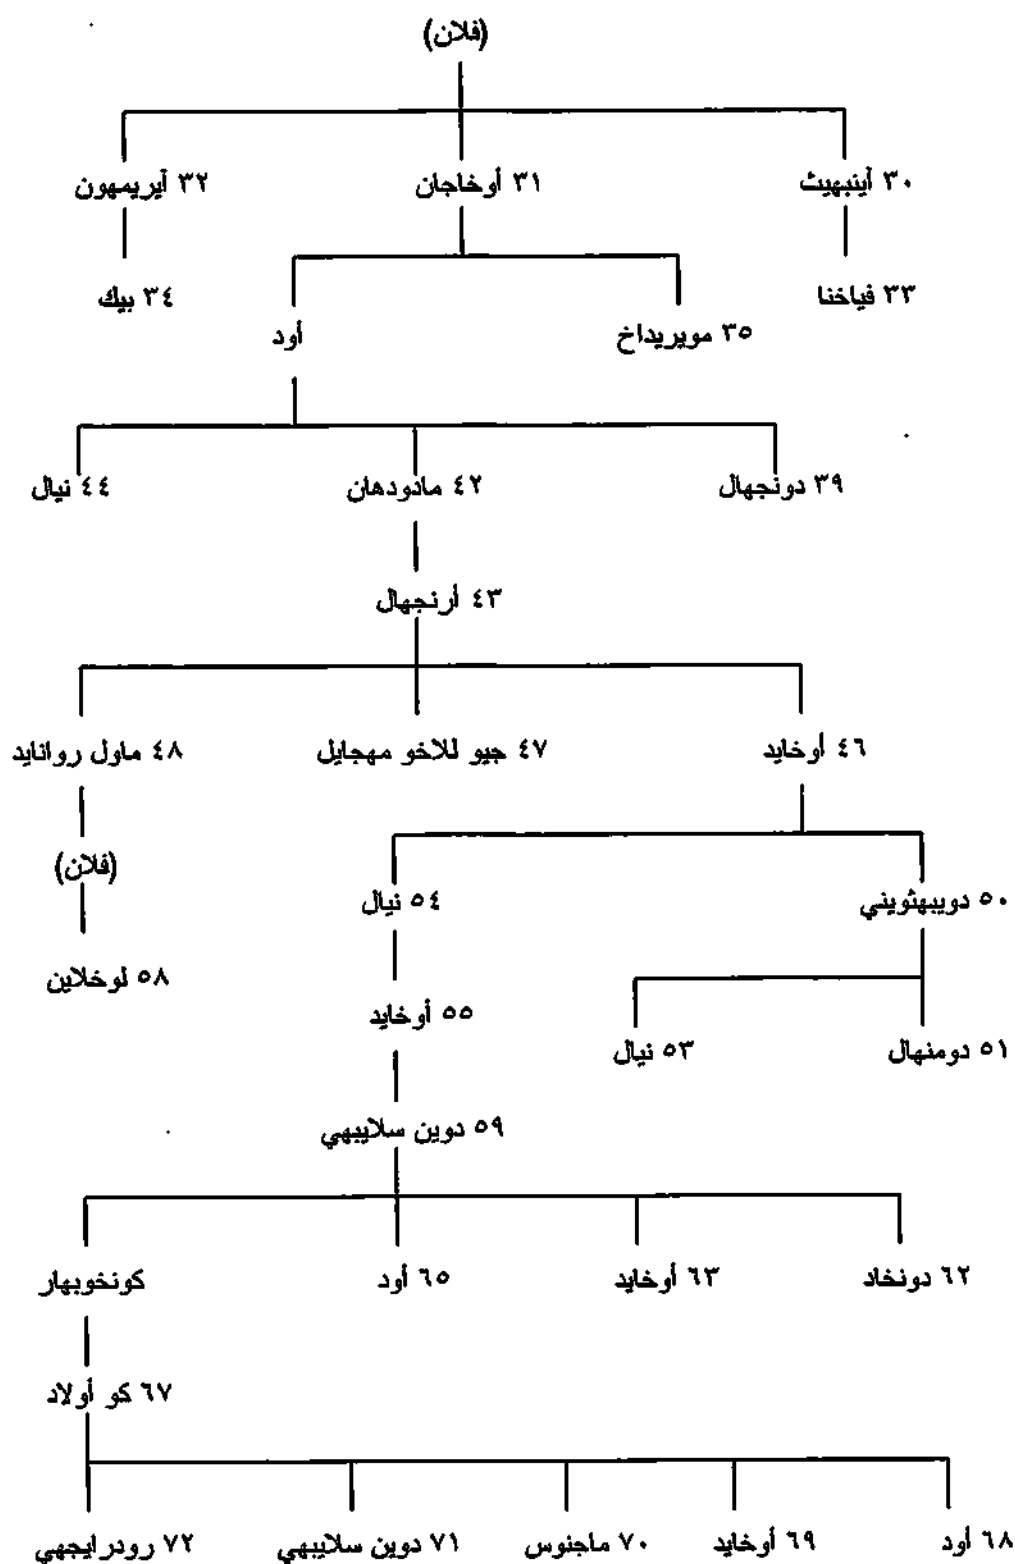 (فلان)
٣٠ آينبهيث
٣١ أوخاجان
٣٢ آيريمهون
٣٣ فياخنا
٣٤ بيك
٣٥ مويريداخ
أود
٣٩ دونجهال
٤٢ مادودهان
٤٤ نيال
٤٣ أرنجهال
٤٦ أوخايد
٤٧ جيو للاخو مهجايل
٤٨ ماول روانايد
(فلان)
٥٠ دويبهثويني
٥٤ نيال
٥٨ لوخلاين
٥٥ أوخايد
٥١ دومنهال
٥٣ نيال
٥٩ دوين سلايبهي
٦٢ دونخاد
٦٣ أوخايد
٦٥ أود
كونخوبهار
٦٧ كو أولاد
٦٨ أود
٦٩ أوخايد
٧٠ ماجنوس
٧١ دوين سلايبهي
٧٢ رودرايجهي